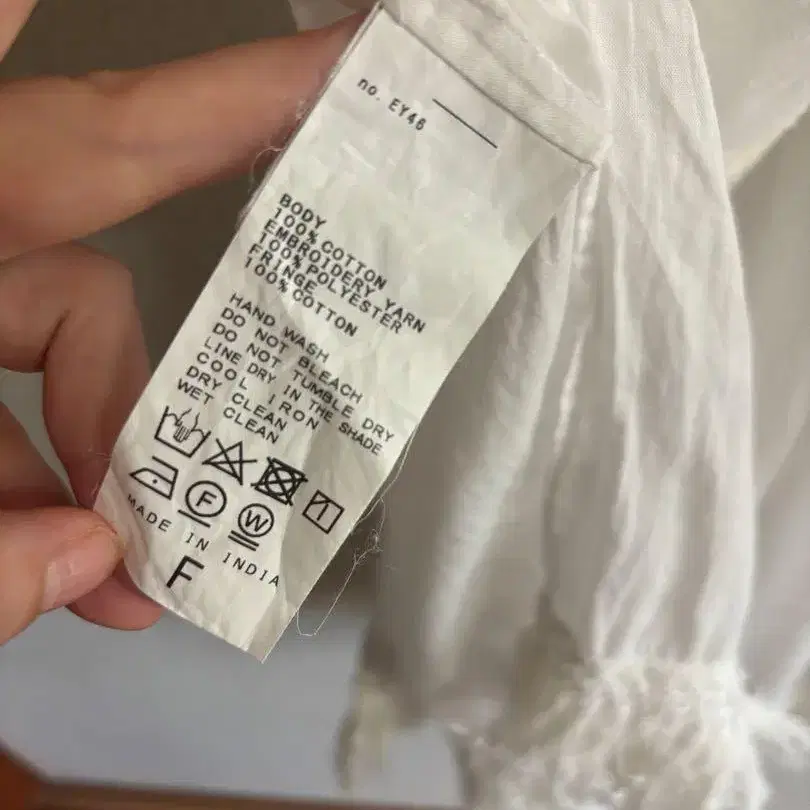 no. EY46
BODY
100% COTTON
EMBROIDERY YARN
100% POLYESTER
FRINGE
100% COTTON
HAND WASH
DO NOT BLEACH
DO NOT TUMBLE DRY
LINE DRY IN THE SHADE
COOL IRON
DRY CLEAN
WET CLEAN
F
W
MADE IN INDIA
F